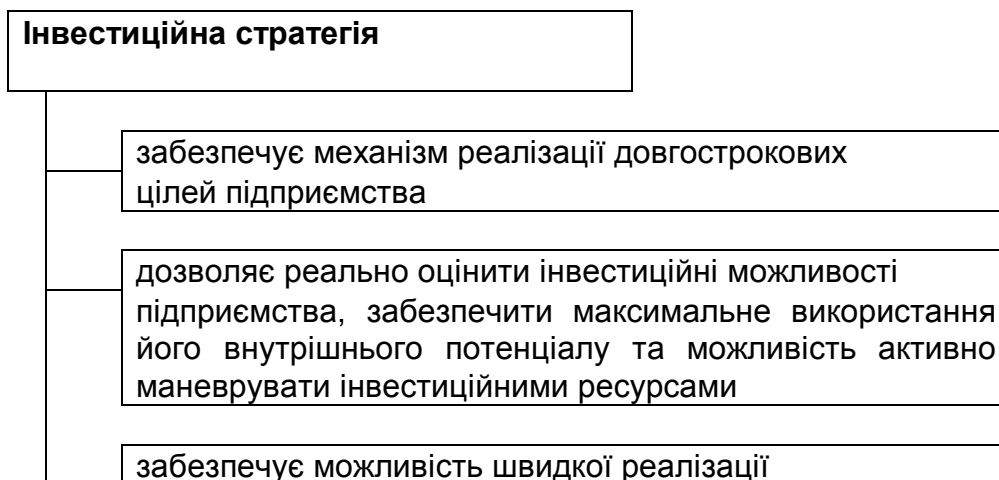 Інвестиційна стратегія
забезпечує механізм реалізації довгострокових
цілей підприємства
дозволяє реально оцінити інвестиційні можливості
підприємства, забезпечити максимальне використання
його внутрішнього потенціалу та можливість активно
маневрувати інвестиційними ресурсами
забезпечує можливість швидкої реалізації